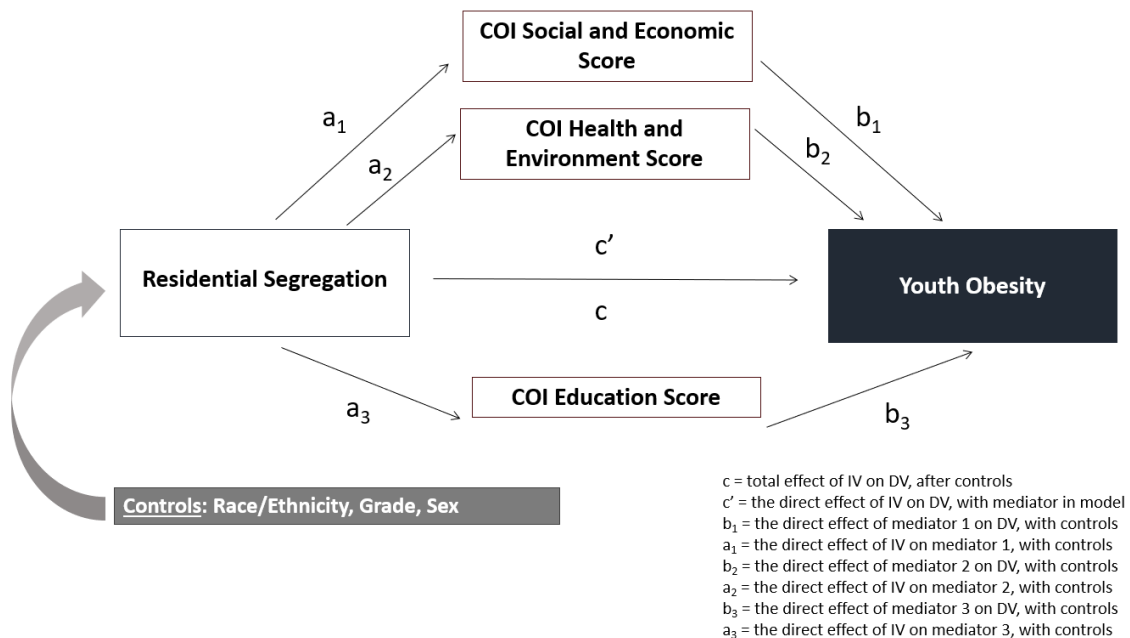 COI Social and Economic
Score
a₁
b₁
COI Health and
Environment Score
a₂
b₂
Residential Segregation
c’
c
Youth Obesity
COI Education Score
a₃
b₃
Controls: Race/Ethnicity, Grade, Sex
c = total effect of IV on DV, after controls
c’ = the direct effect of IV on DV, with mediator in model
b₁ = the direct effect of mediator 1 on DV, with controls
a₁ = the direct effect of IV on mediator 1, with controls
b₂ = the direct effect of mediator 2 on DV, with controls
a₂ = the direct effect of IV on mediator 2, with controls
b₃ = the direct effect of mediator 3 on DV, with controls
a₃ = the direct effect of IV on mediator 3, with controls